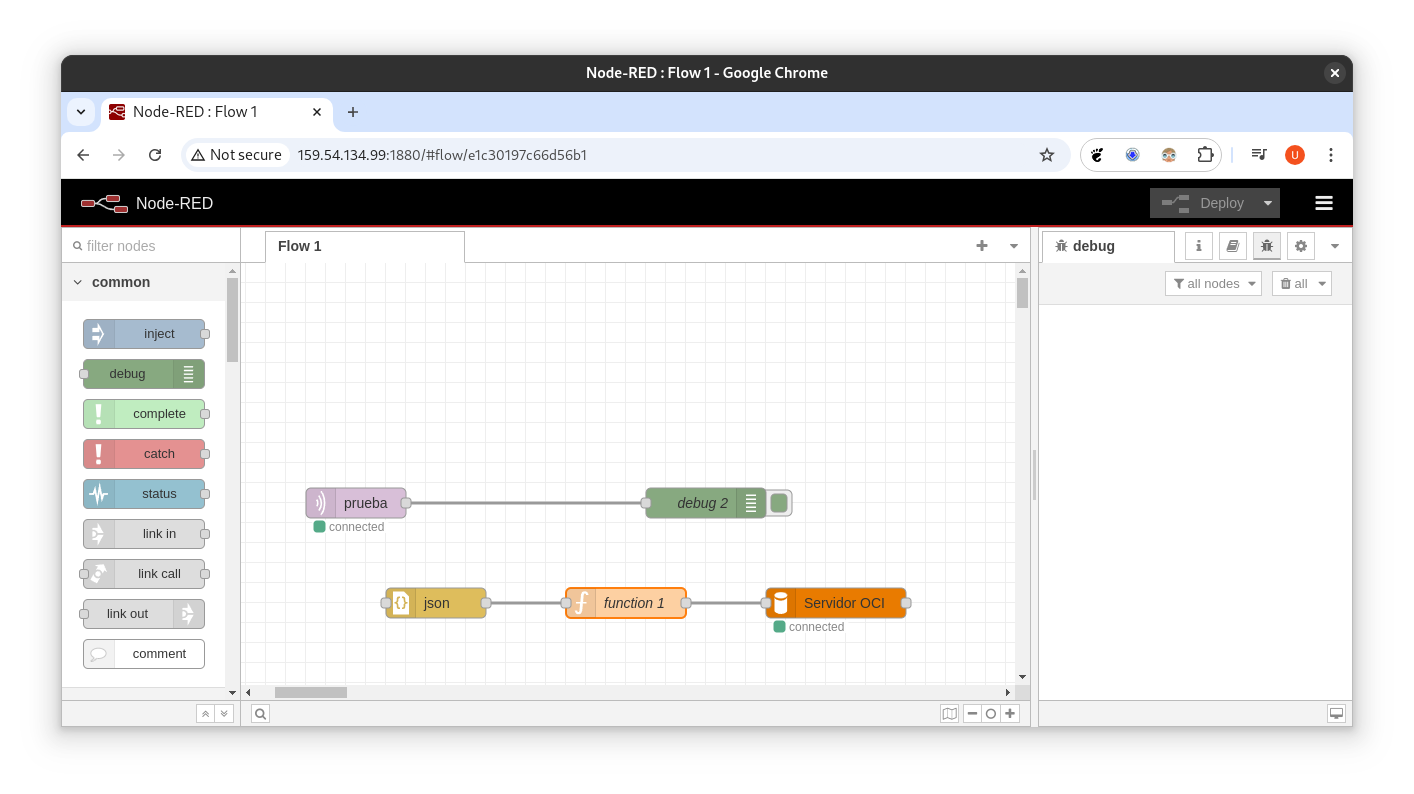 Node-RED : Flow 1 - Google Chrome
Node-RED : Flow 1
Not secure 159.54.134.99:1880/#flow/e1c30197c66d56b1
U
Node-RED
Deploy
filter nodes
Flow 1
debug
common
all nodes
all
inject
debug
complete
catch
status
link in
link call
link out
comment
prueba
connected
debug 2
json
function 1
Servidor OCI
connected